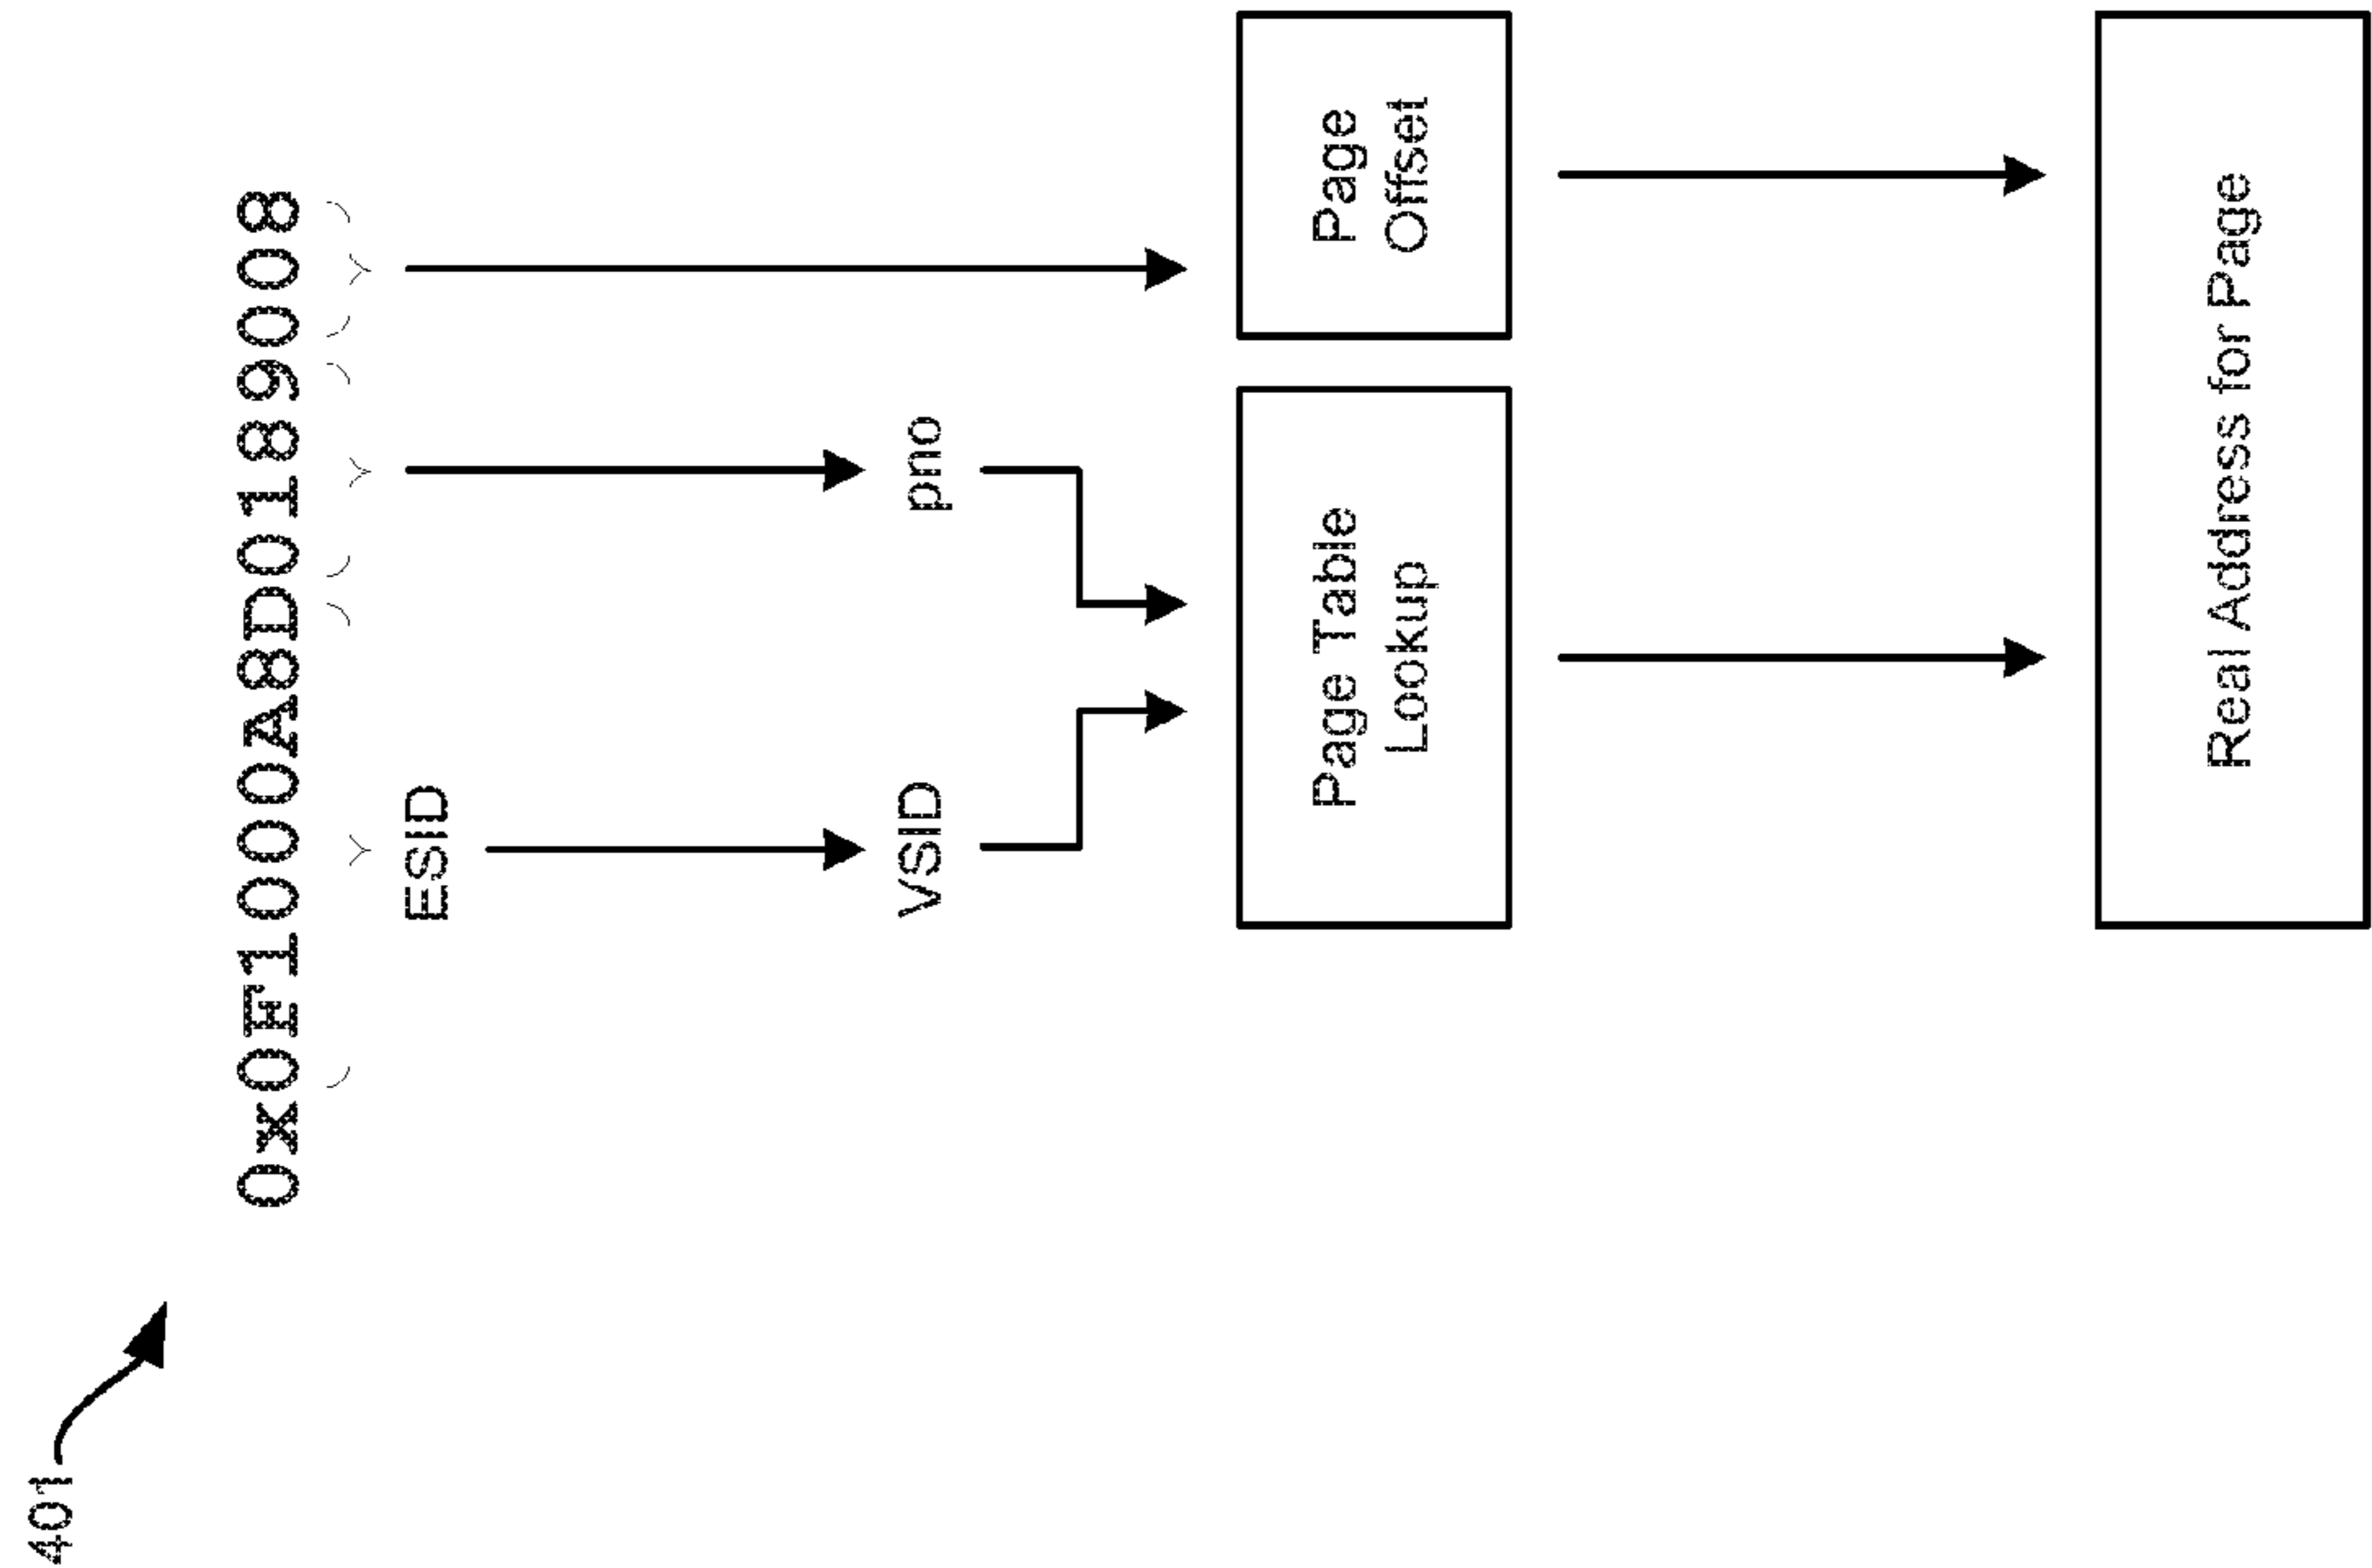 401
0x0F1000A8D0189008
ESID
VSID
pno
Page Table
Lookup
Page
Offset
Real Address for Page